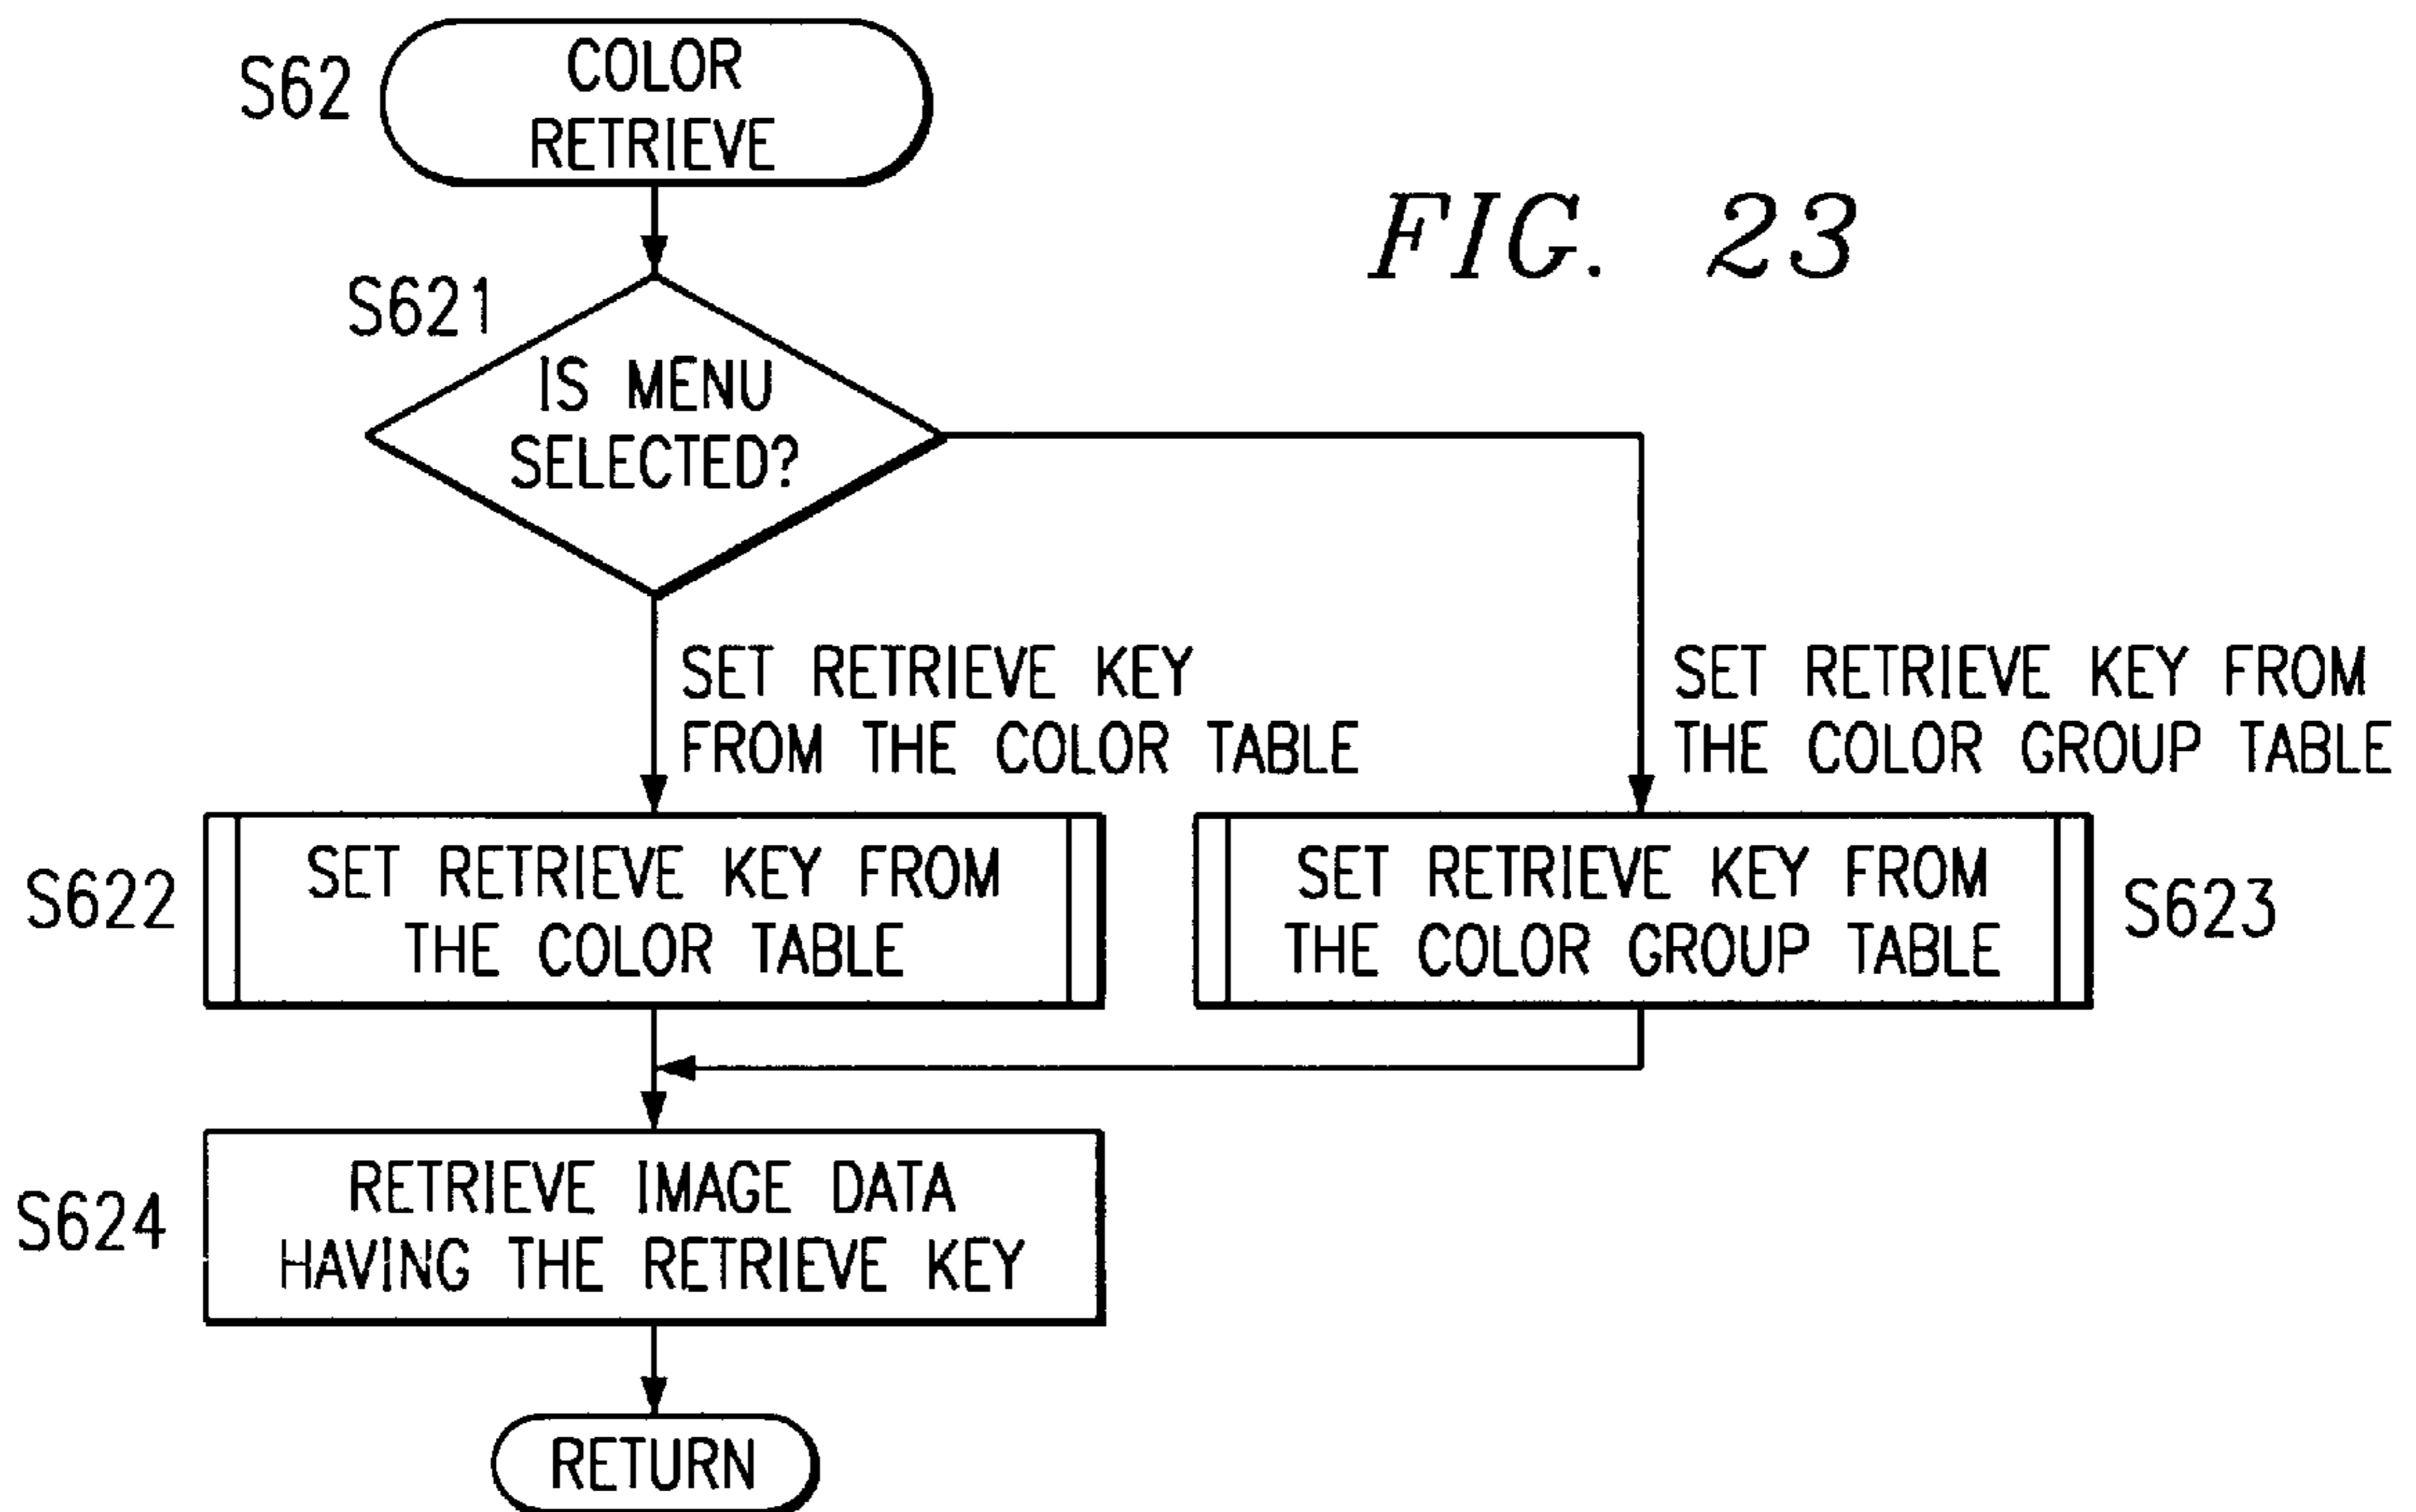 S62
COLOR
RETRIEVE
FIG. 23
S621
IS MENU
SELECTED?
SET RETRIEVE KEY
FROM THE COLOR TABLE
SET RETRIEVE KEY FROM
THE COLOR GROUP TABLE
S622
SET RETRIEVE KEY FROM
THE COLOR TABLE
SET RETRIEVE KEY FROM
THE COLOR GROUP TABLE
S623
S624
RETRIEVE IMAGE DATA
HAVING THE RETRIEVE KEY
RETURN